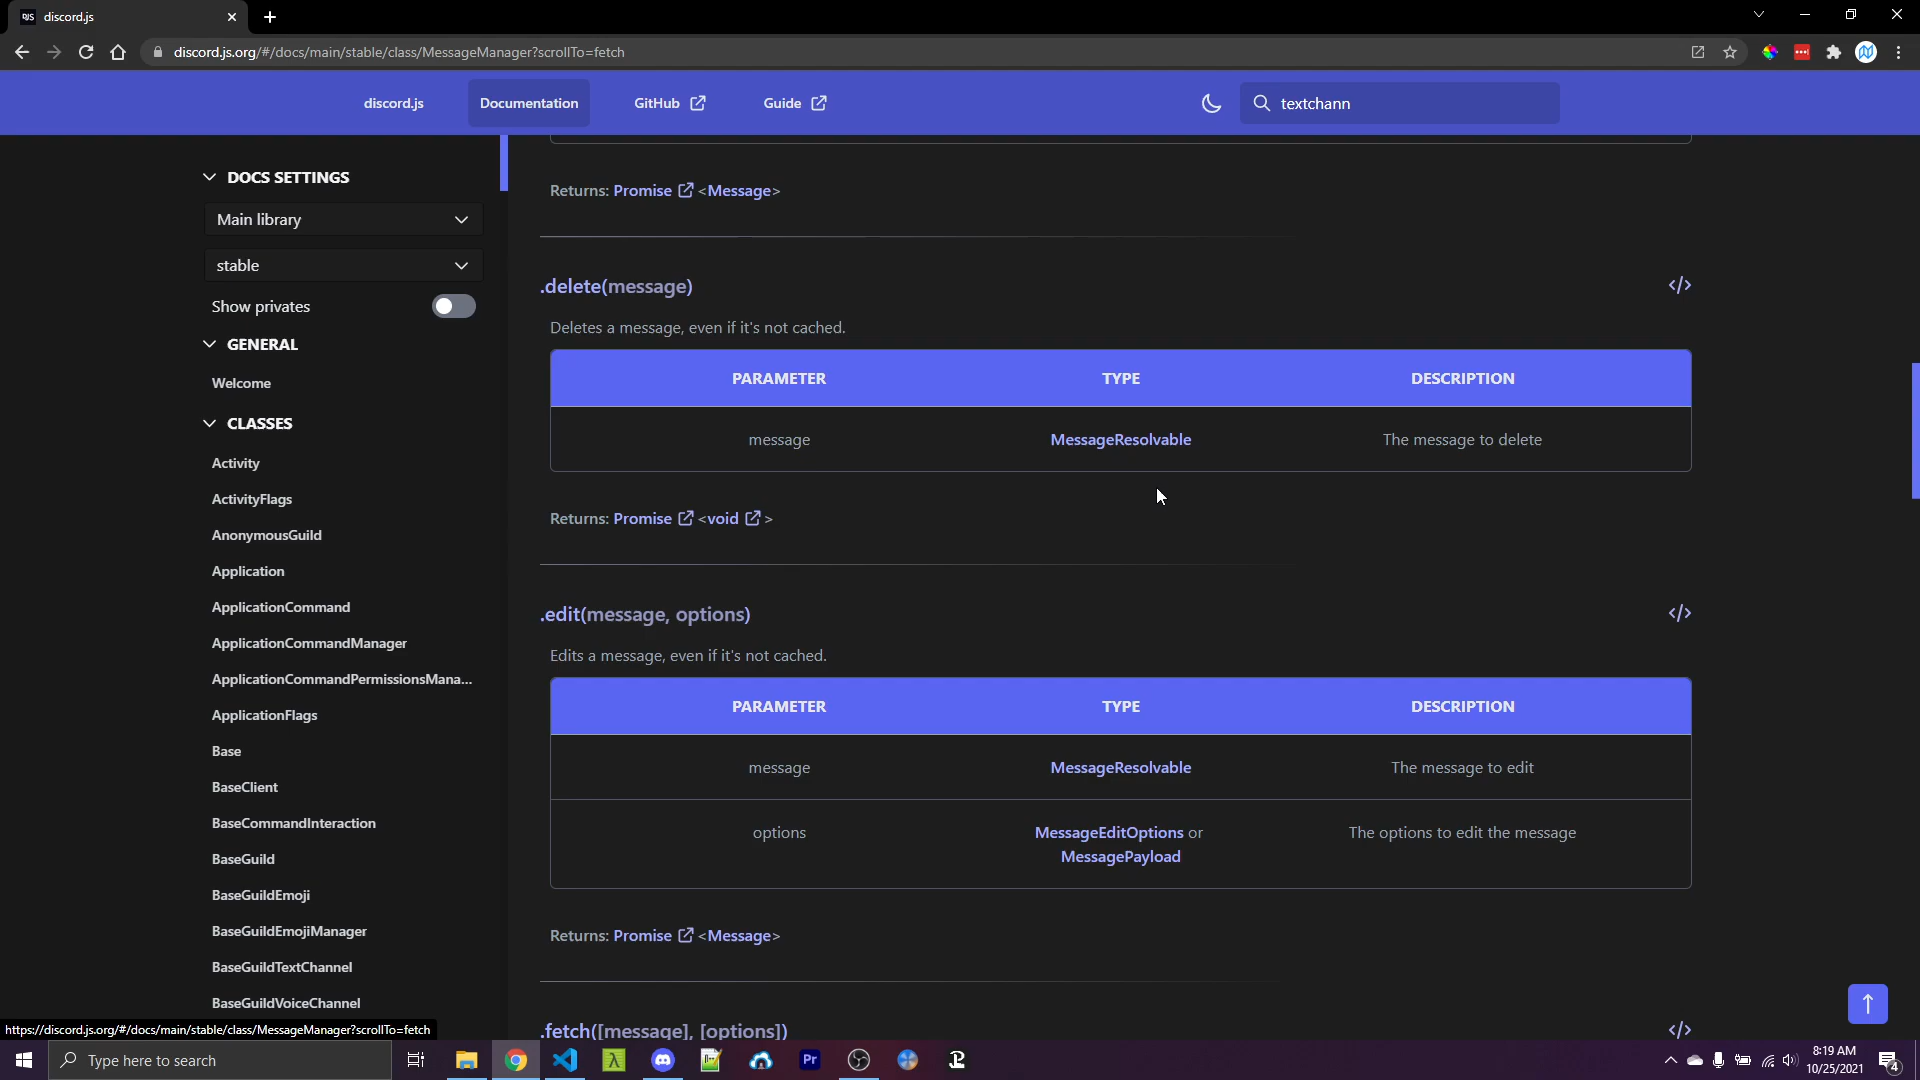 discord.js
discord.js.org/#/docs/main/stable/class/MessageManager?scrollTo=fetch
discord.js
Documentation
GitHub
Guide
textchann
DOCS SETTINGS
Main library
stable
Show privates
GENERAL
Welcome
CLASSES
Activity
ActivityFlags
AnonymousGuild
Application
ApplicationCommand
ApplicationCommandManager
ApplicationCommandPermissionsMana...
ApplicationFlags
Base
BaseClient
BaseCommandInteraction
BaseGuild
BaseGuildEmoji
BaseGuildEmojiManager
BaseGuildTextChannel
BaseGuildVoiceChannel
Returns: Promise <Message>
.delete(message)
</>
Deletes a message, even if it's not cached.
PARAMETER TYPE DESCRIPTION
message MessageResolvable The message to delete
Returns: Promise <void >
.edit(message, options)
</>
Edits a message, even if it's not cached.
PARAMETER TYPE DESCRIPTION
message MessageResolvable The message to edit
options MessageEditOptions or The options to edit the message
MessagePayload
Returns: Promise <Message>
.fetch([message], [options])
</>
https://discord.js.org/#/docs/main/stable/class/MessageManager?scrollTo=fetch
Type here to search
Pr
8:19 AM
10/25/2021
4